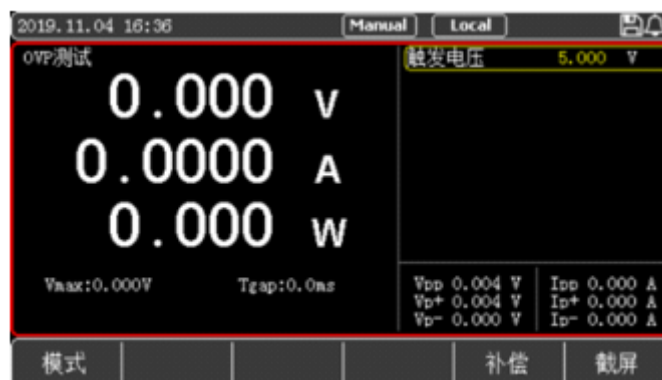 2019.11.04 16:36 Manual Local
OVP测试
0.000 V
0.0000 A
0.000 W
Vmax:0.000V Tgap:0.0ms
触发电压 5.000 V
Vpp 0.004 V Ipp 0.000 A
Vp+ 0.004 V Ip+ 0.000 A
Vp- 0.000 V Ip- 0.000 A
模式 补偿 截屏